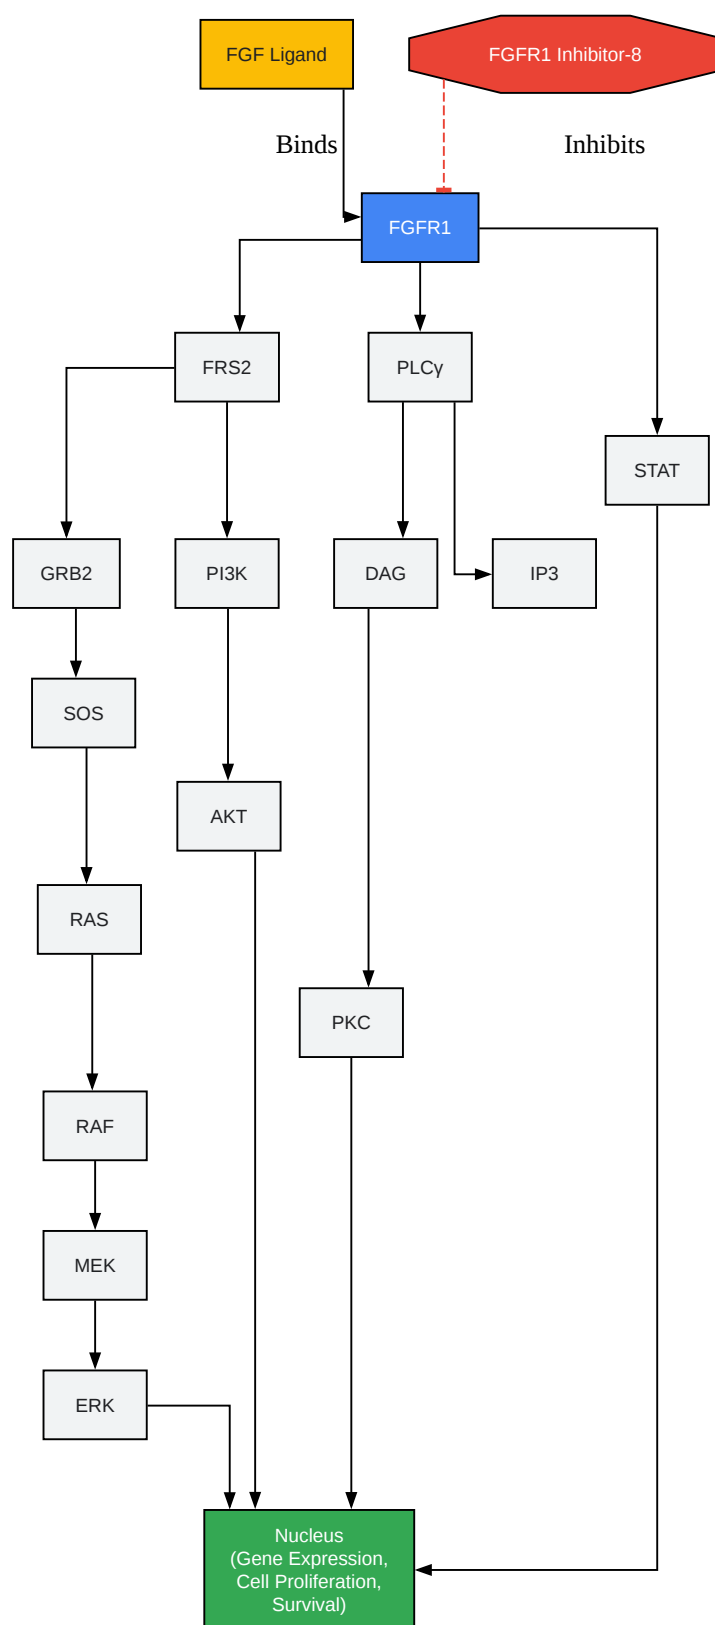 FGF Ligand
FGFR1 Inhibitor-8
Binds
Inhibits
FGFR1
FRS2
PLCγ
STAT
GRB2
PI3K
DAG
IP3
SOS
AKT
RAS
PKC
RAF
MEK
ERK
Nucleus
(Gene Expression,
Cell Proliferation,
Survival)